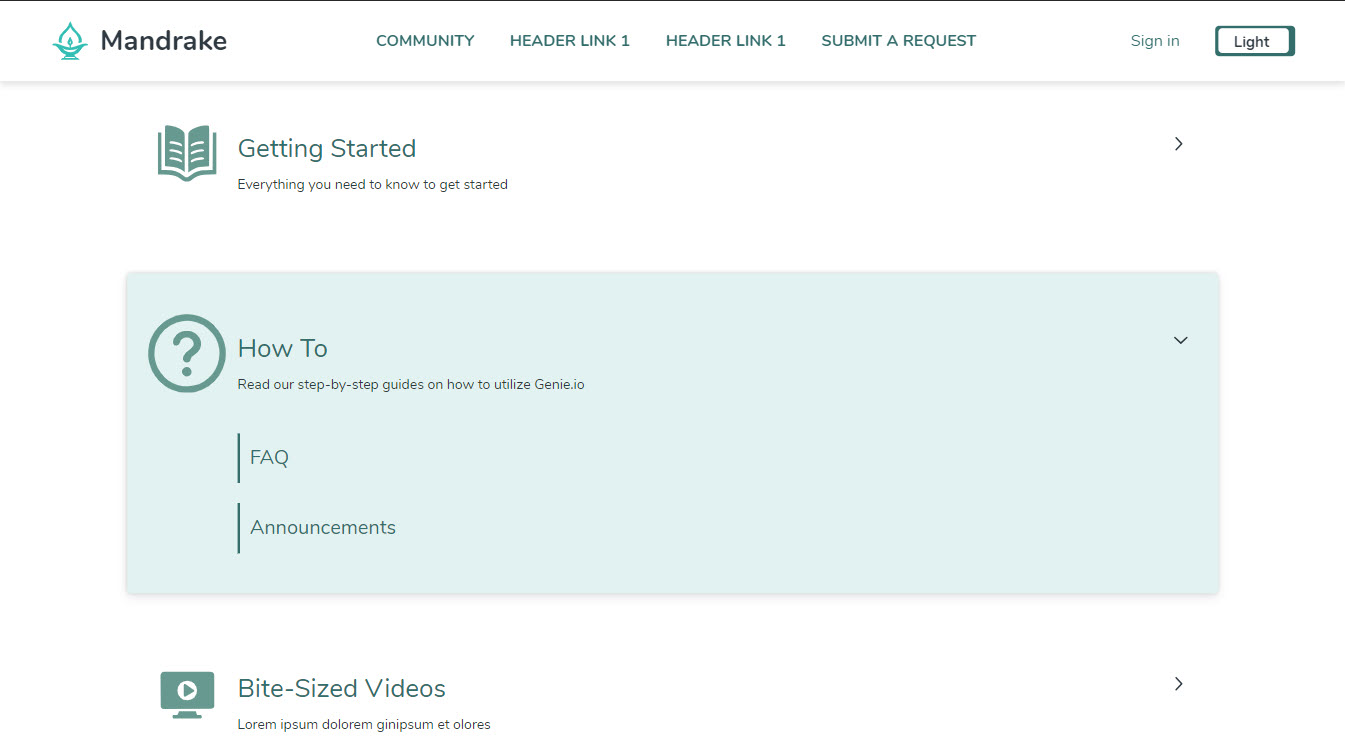 Mandrake
COMMUNITY
HEADER LINK 1
HEADER LINK 1
SUBMIT A REQUEST
Sign in
Light
Getting Started
Everything you need to know to get started
How To
Read our step-by-step guides on how to utilize Genie.io
FAQ
Announcements
Bite-Sized Videos
Lorem ipsum dolorem ginipsum et olores